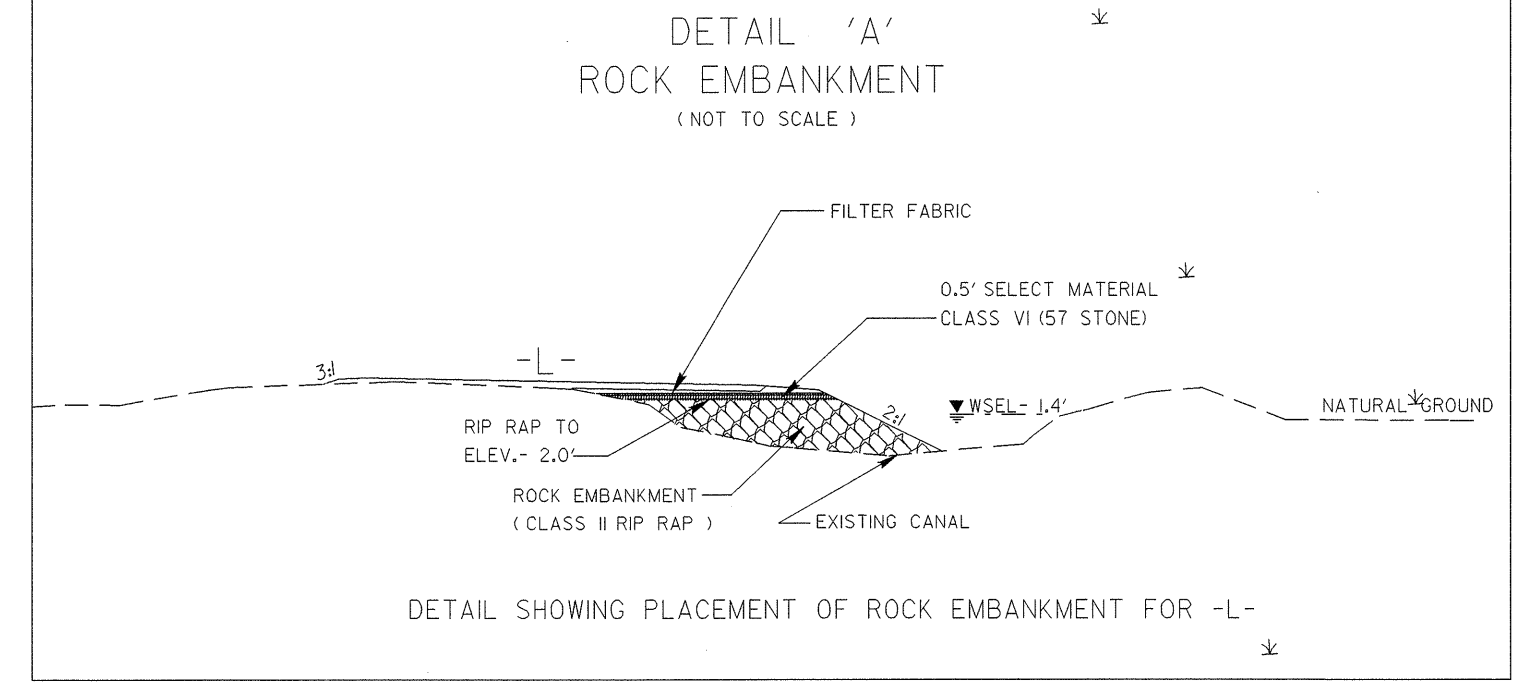 DETAIL 'A'
ROCK EMBANKMENT
( NOT TO SCALE )
FILTER FABRIC
0.5' SELECT MATERIAL
CLASS VI (57 STONE)
3:1
-L-
2:1
WSEL- 1.4'
NATURAL GROUND
RIP RAP TO
ELEV.- 2.0'
ROCK EMBANKMENT
( CLASS II RIP RAP )
EXISTING CANAL
DETAIL SHOWING PLACEMENT OF ROCK EMBANKMENT FOR -L-